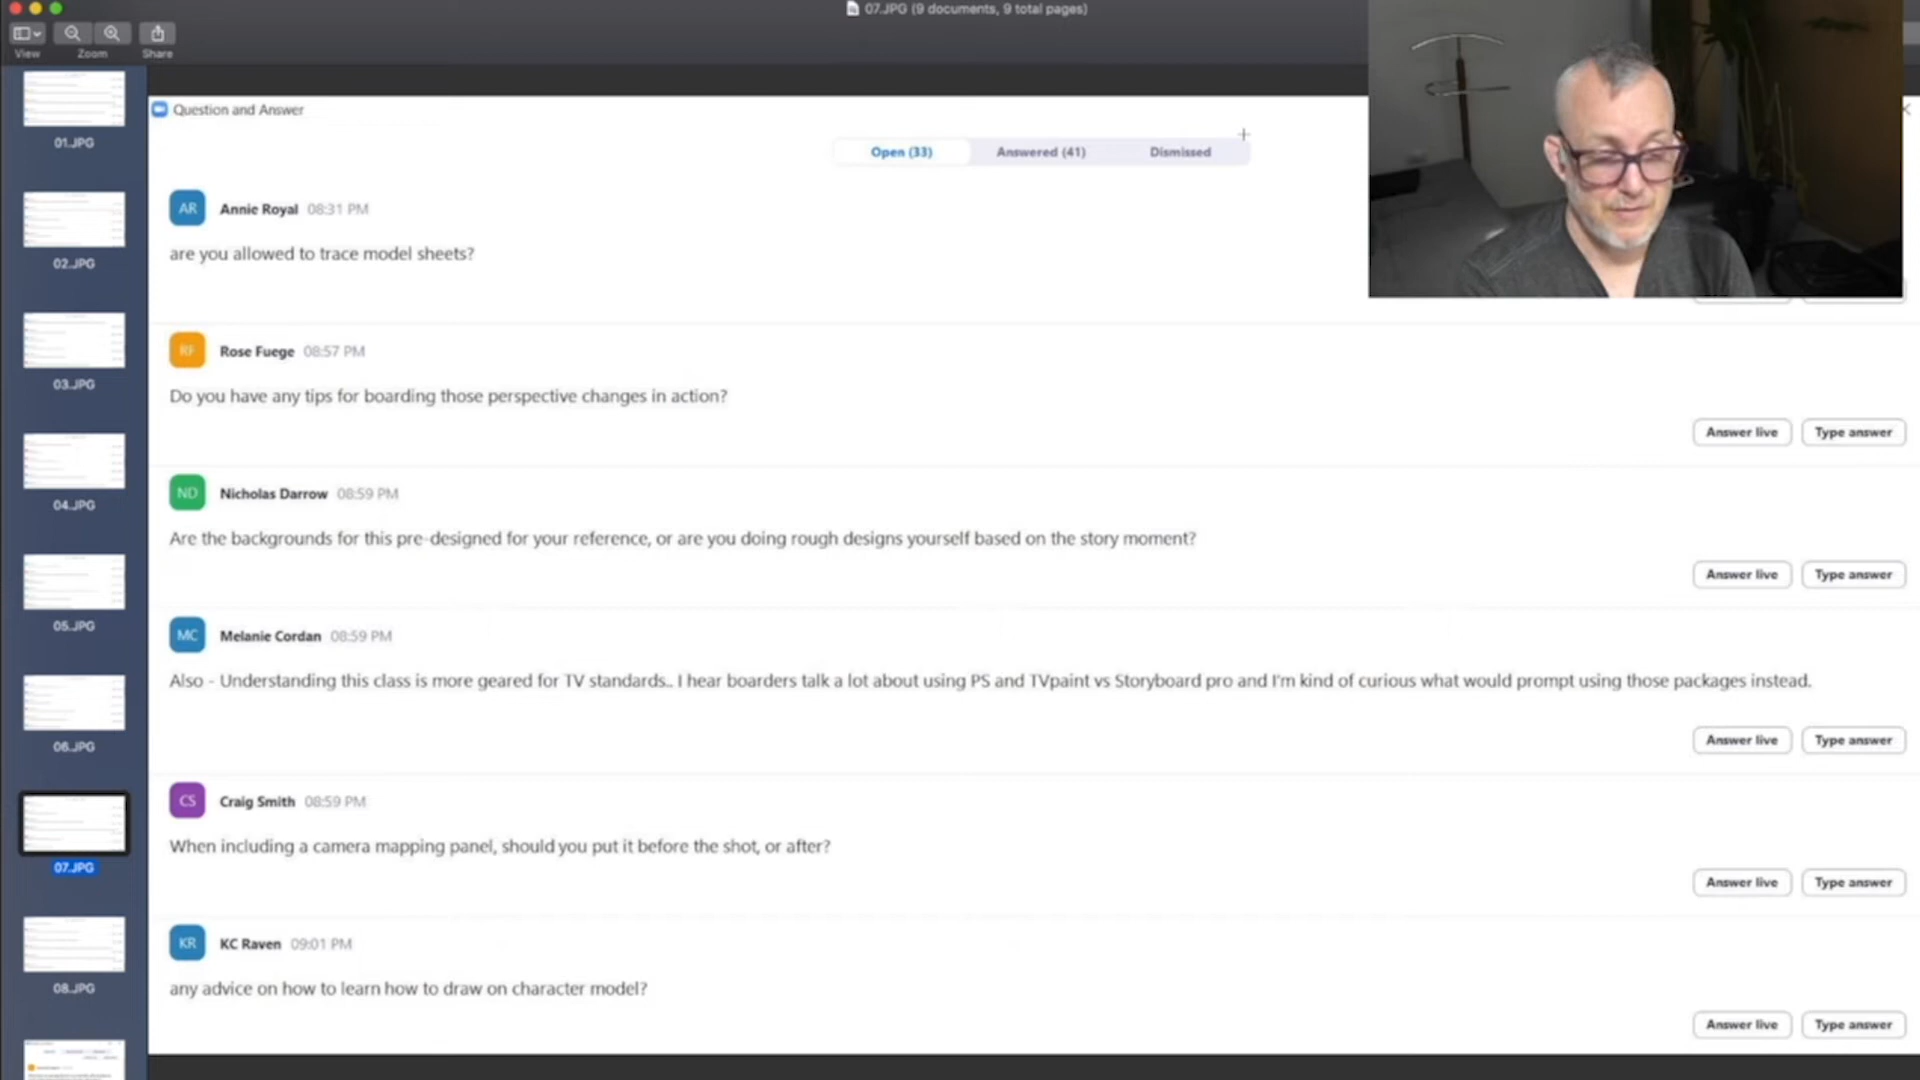 07.JPG (9 documents, 9 total pages)
View
Zoom
Share
01.JPG
02.JPG
03.JPG
04.JPG
05.JPG
06.JPG
07.JPG
08.JPG
Question and Answer
Open (33)
Answered (41)
Dismissed
AR
Annie Royal 08:31 PM
are you allowed to trace model sheets?
RF
Rose Fuege 08:57 PM
Do you have any tips for boarding those perspective changes in action?
Answer live
Type answer
ND
Nicholas Darrow 08:59 PM
Are the backgrounds for this pre-designed for your reference, or are you doing rough designs yourself based on the story moment?
Answer live
Type answer
MC
Melanie Cordan 08:59 PM
Also - Understanding this class is more geared for TV standards.. I hear boarders talk a lot about using PS and TVpaint vs Storyboard pro and I'm kind of curious what would prompt using those packages instead.
Answer live
Type answer
CS
Craig Smith 08:59 PM
When including a camera mapping panel, should you put it before the shot, or after?
Answer live
Type answer
KR
KC Raven 09:01 PM
any advice on how to learn how to draw on character model?
Answer live
Type answer